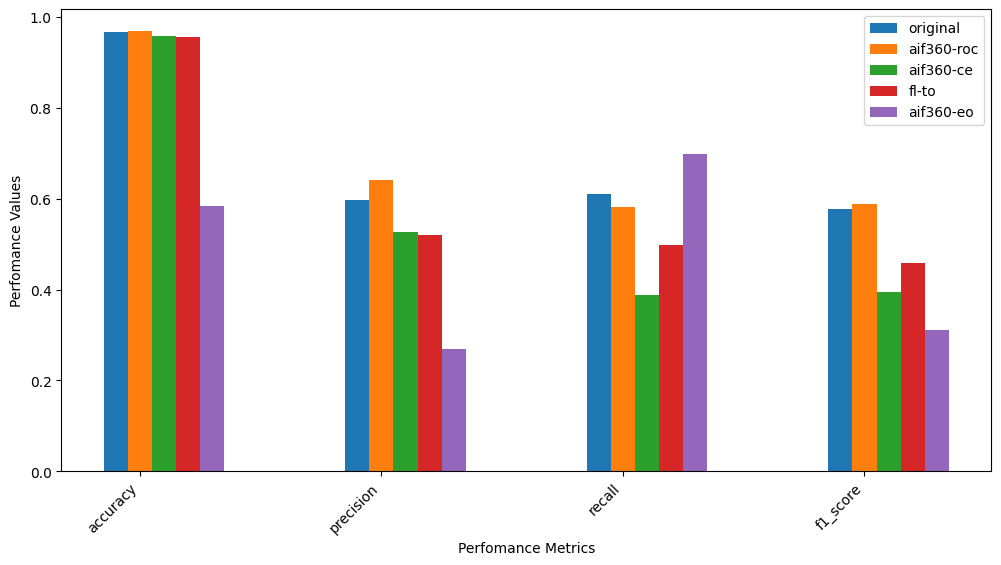 1.0
0.8
0.6
0.4
0.2
0.0
Perfomance Values
original
aif360-roc
aif360-ce
fl-to
aif360-eo
accuracy
precision
recall
f1_score
Perfomance Metrics